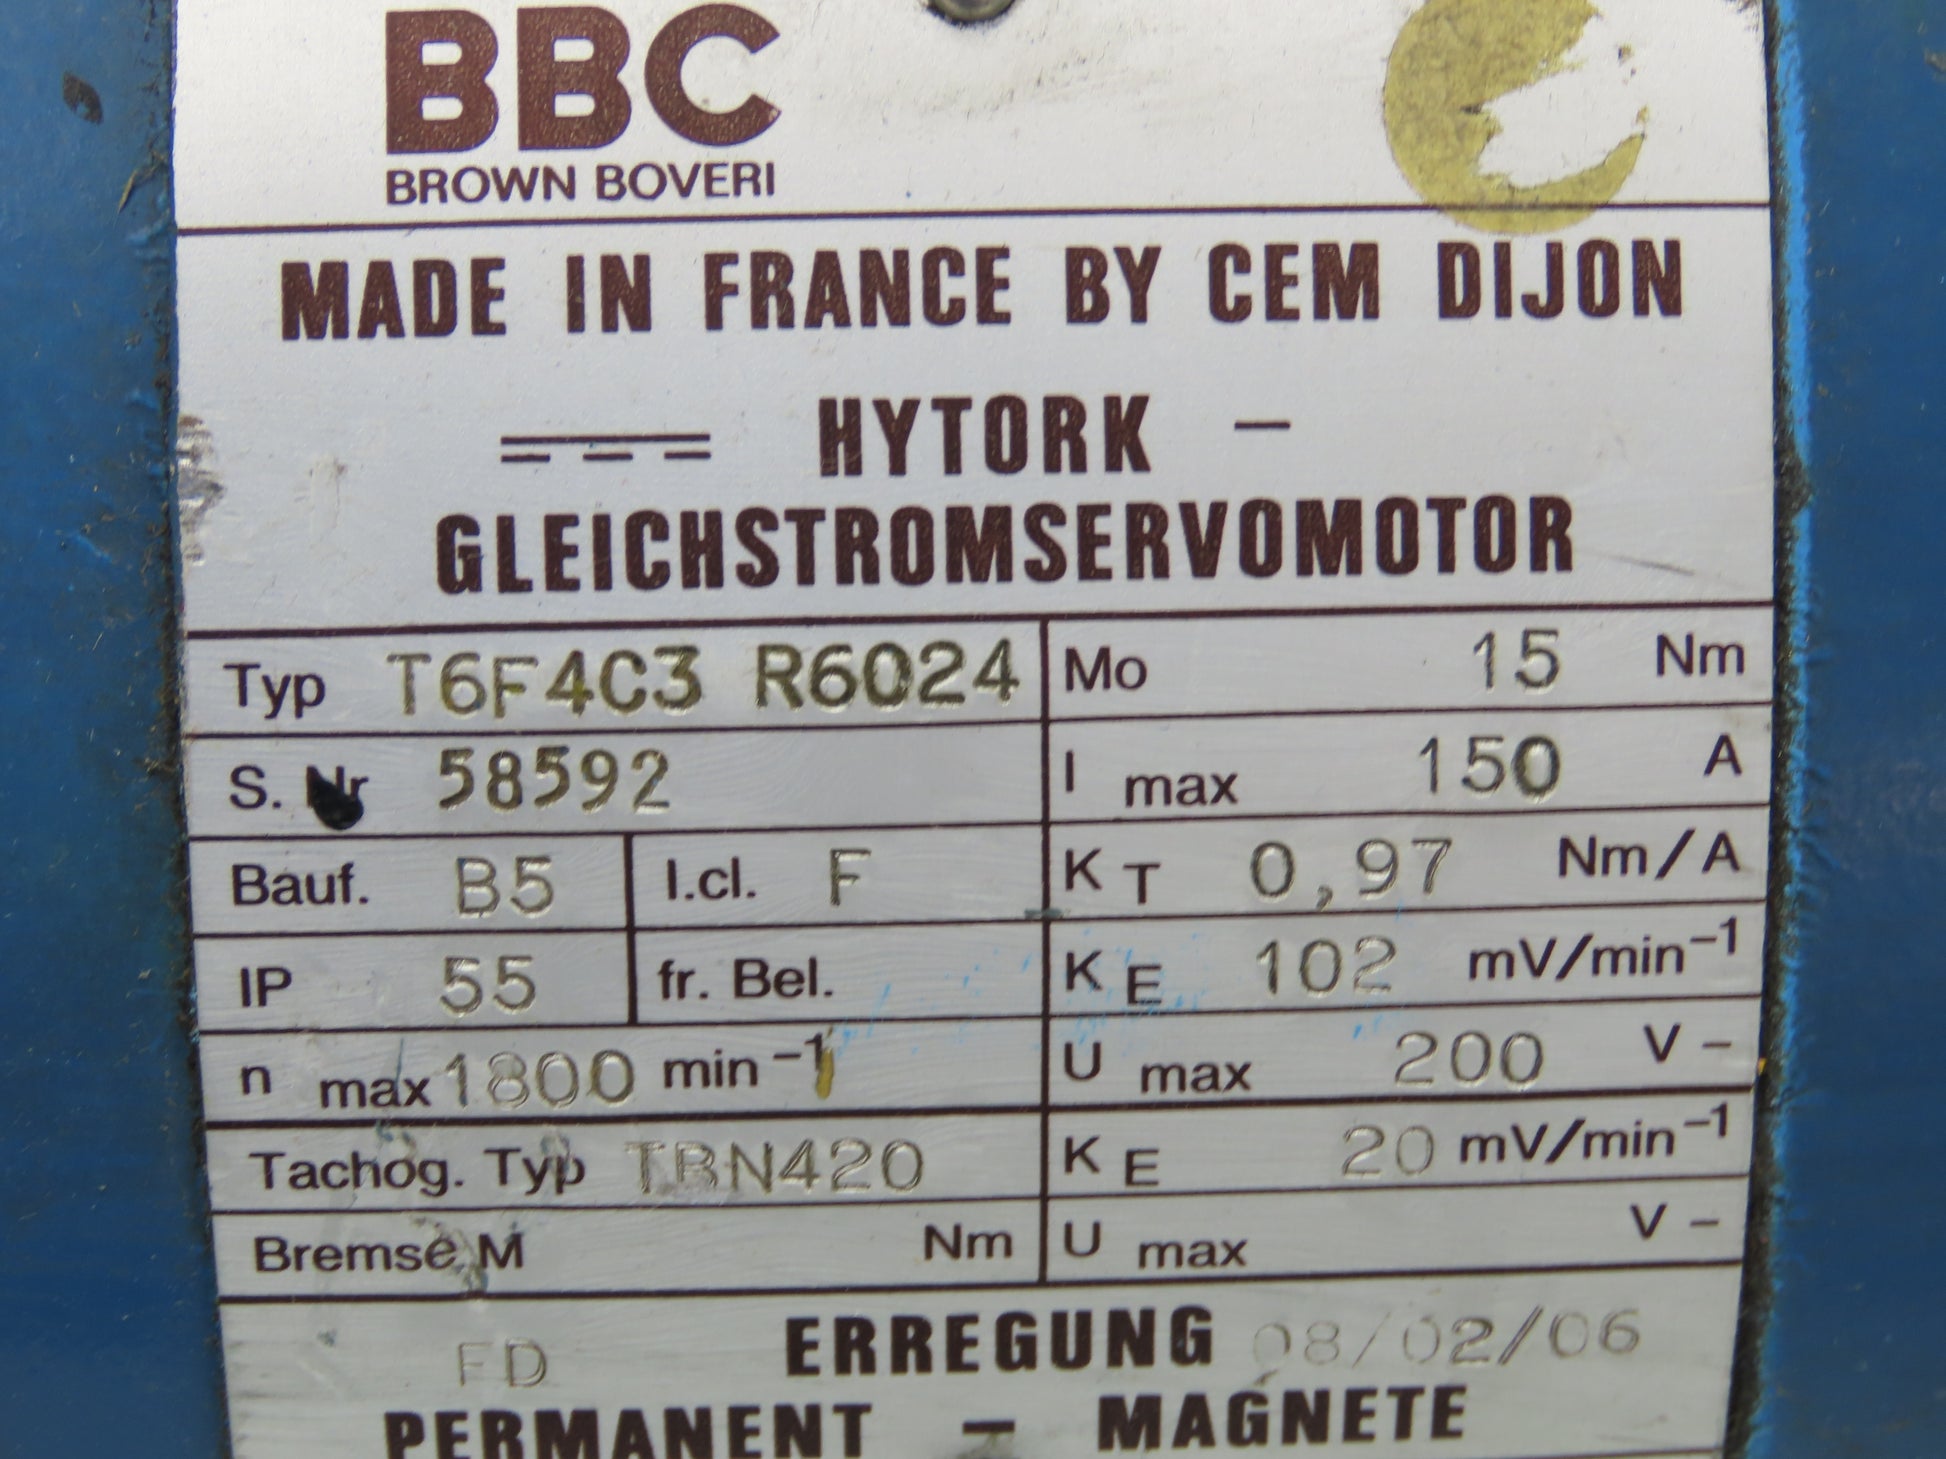 BBC
BROWN BOVERI
MADE IN FRANCE BY CEM DIJON
HYTORK –
GLEICHSTROMSERVOMOTOR
Typ T6F4C3 R6024 Mo 15 Nm
S. Nr 58592 I max 150 A
Bauf. B5 I.cl. F KT 0,97 Nm/A
IP 55 fr. Bel. KE 102 mV/min⁻¹
n max 1800 min⁻¹ U max 200 V –
Tachog. Typ TBN420 KE 20 mV/min⁻¹
Bremse M Nm U max V –
FD ERREGUNG 08/02/06
PERMANENT – MAGNETE